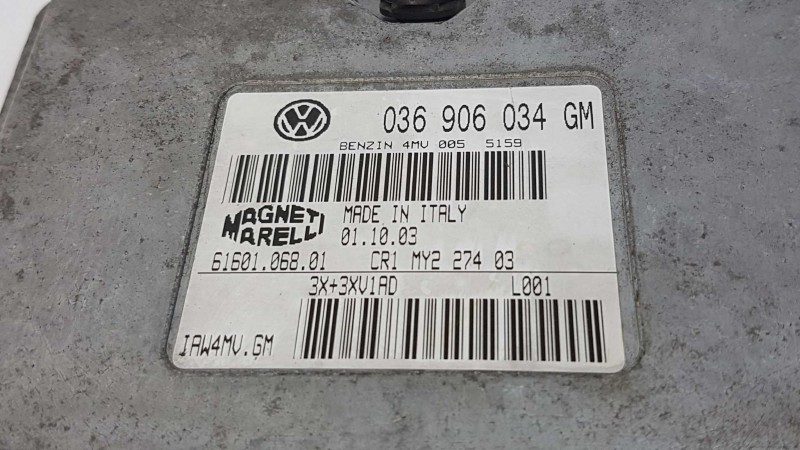 036 906 034 GM
BENZIN 4MV 005 5159
MAGNETI MARELLI
MADE IN ITALY
01.10.03
61601.068.01 CR1 MY2 274 03
3X+3XV1AD L001
IAW4MV.GM